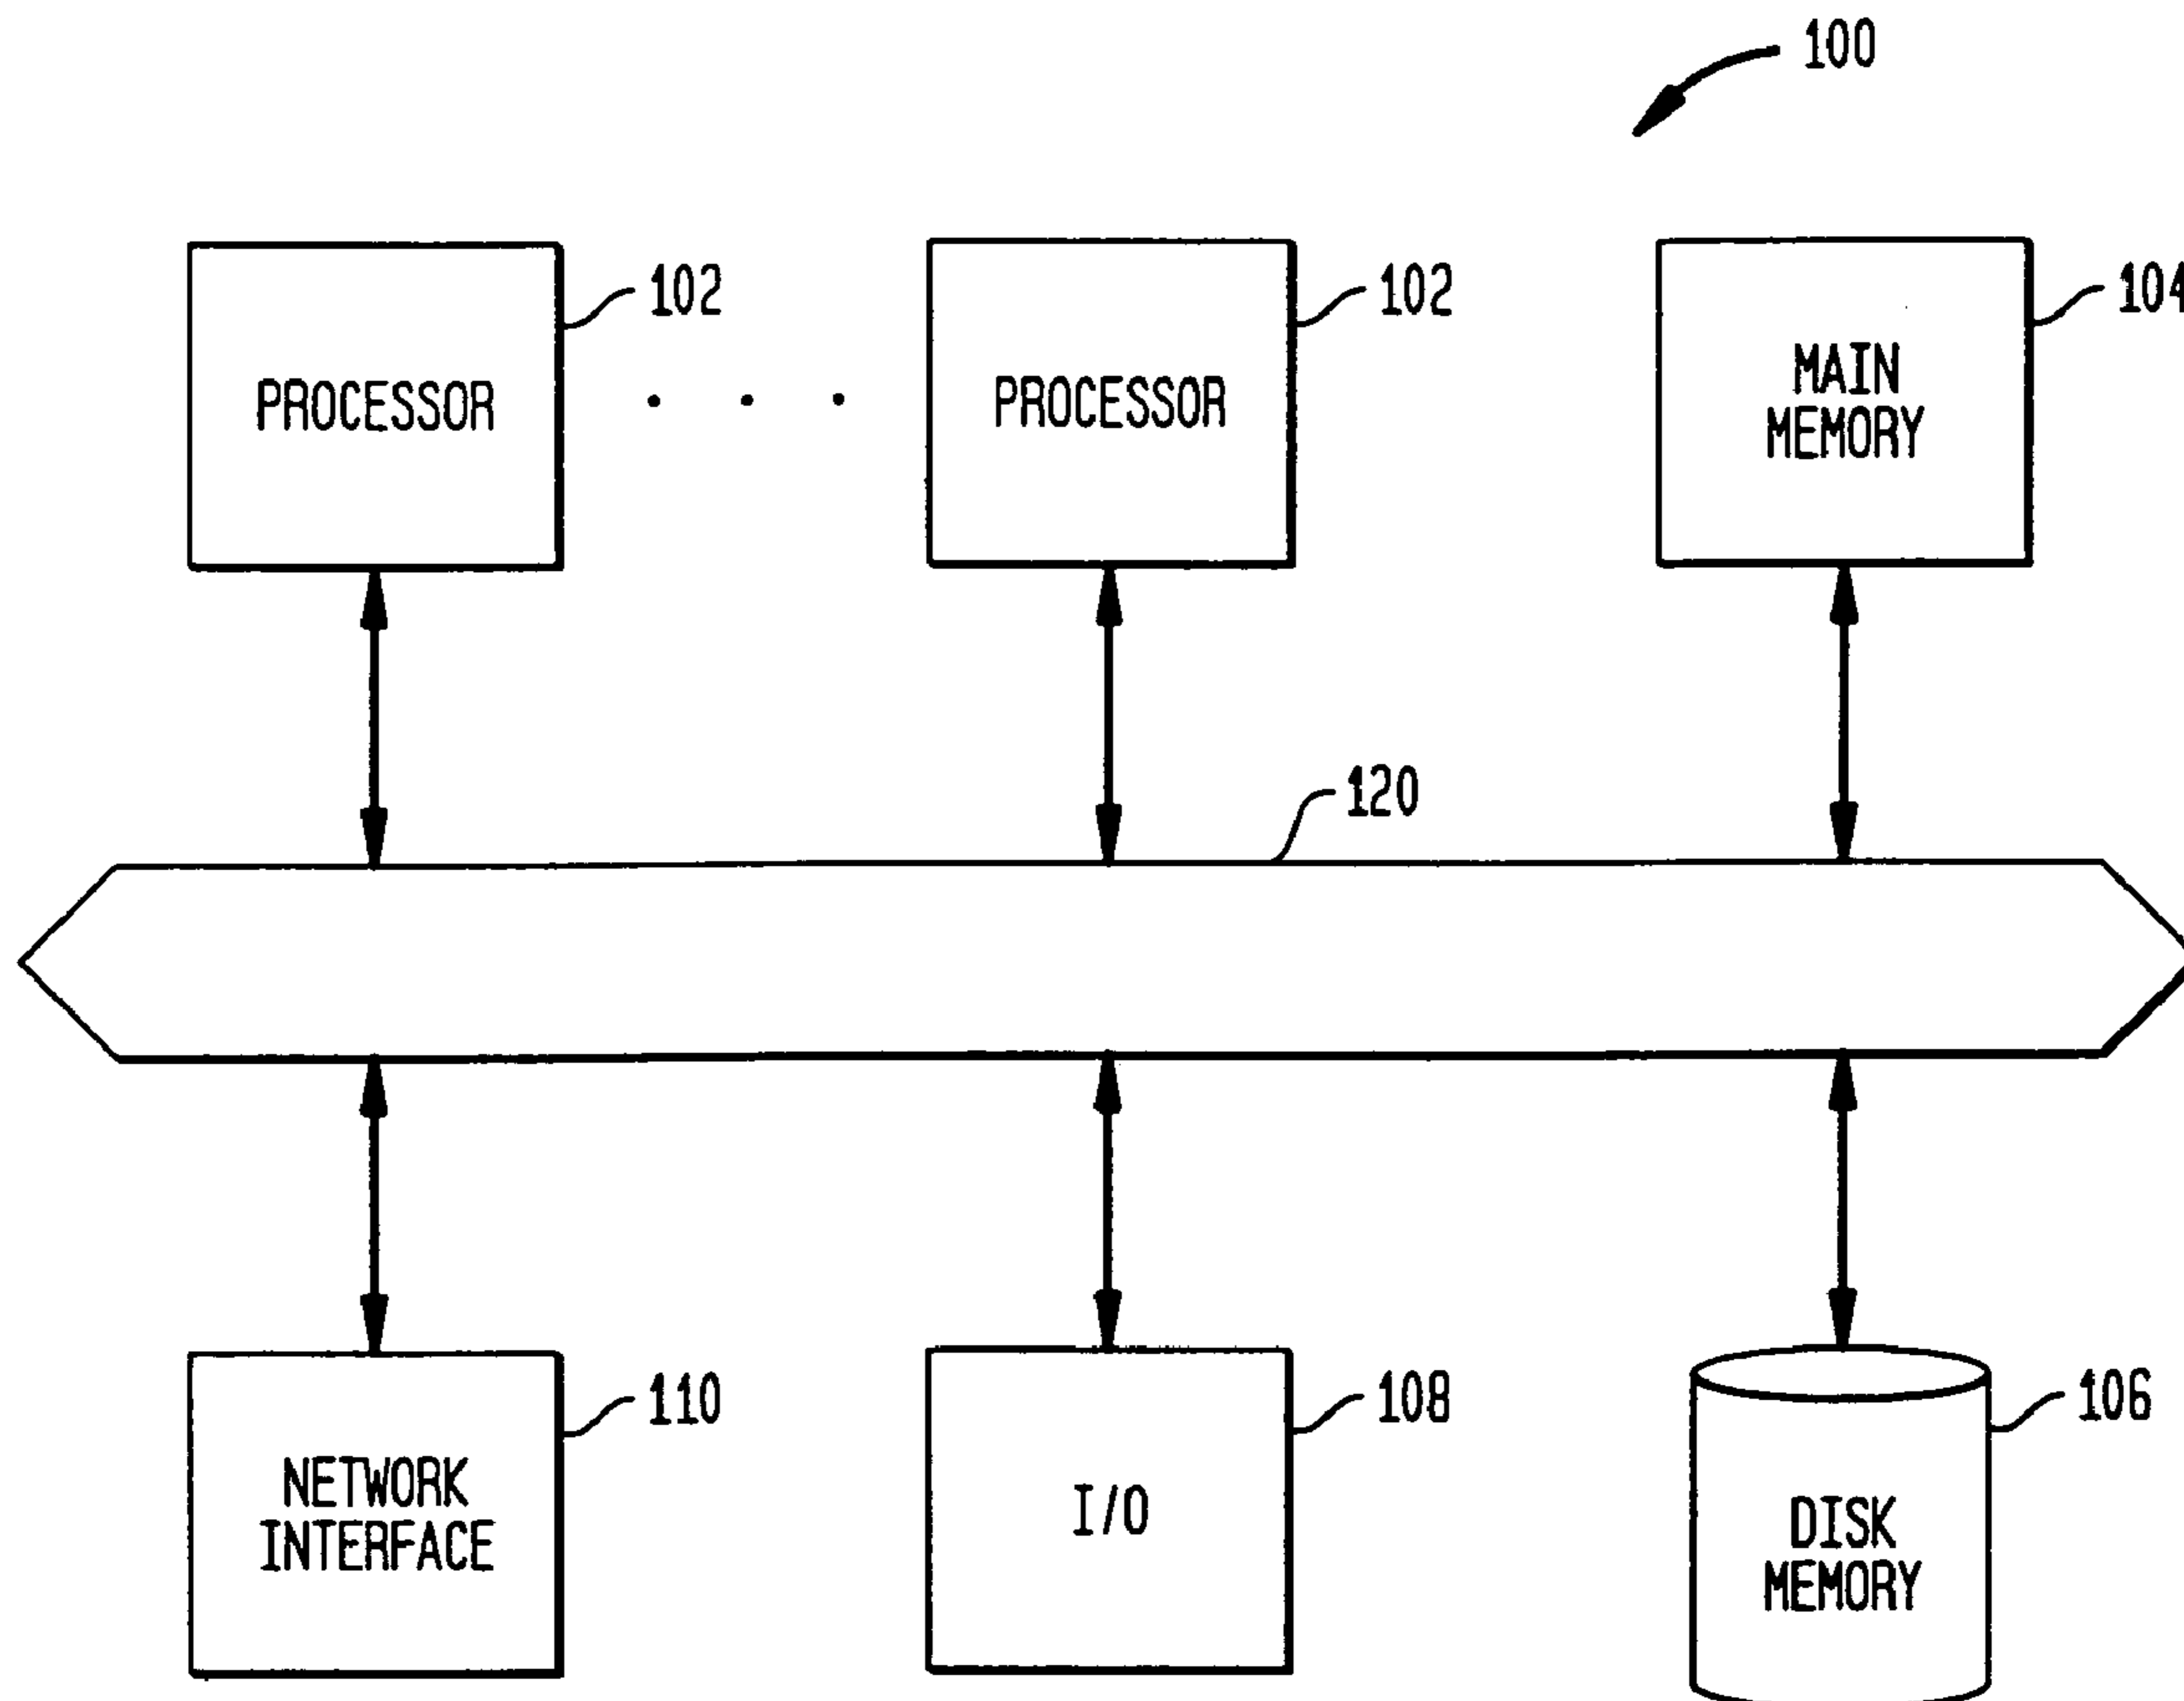 100
102
102
104
PROCESSOR
PROCESSOR
MAIN
MEMORY
120
110
108
106
NETWORK
INTERFACE
I/O
DISK
MEMORY